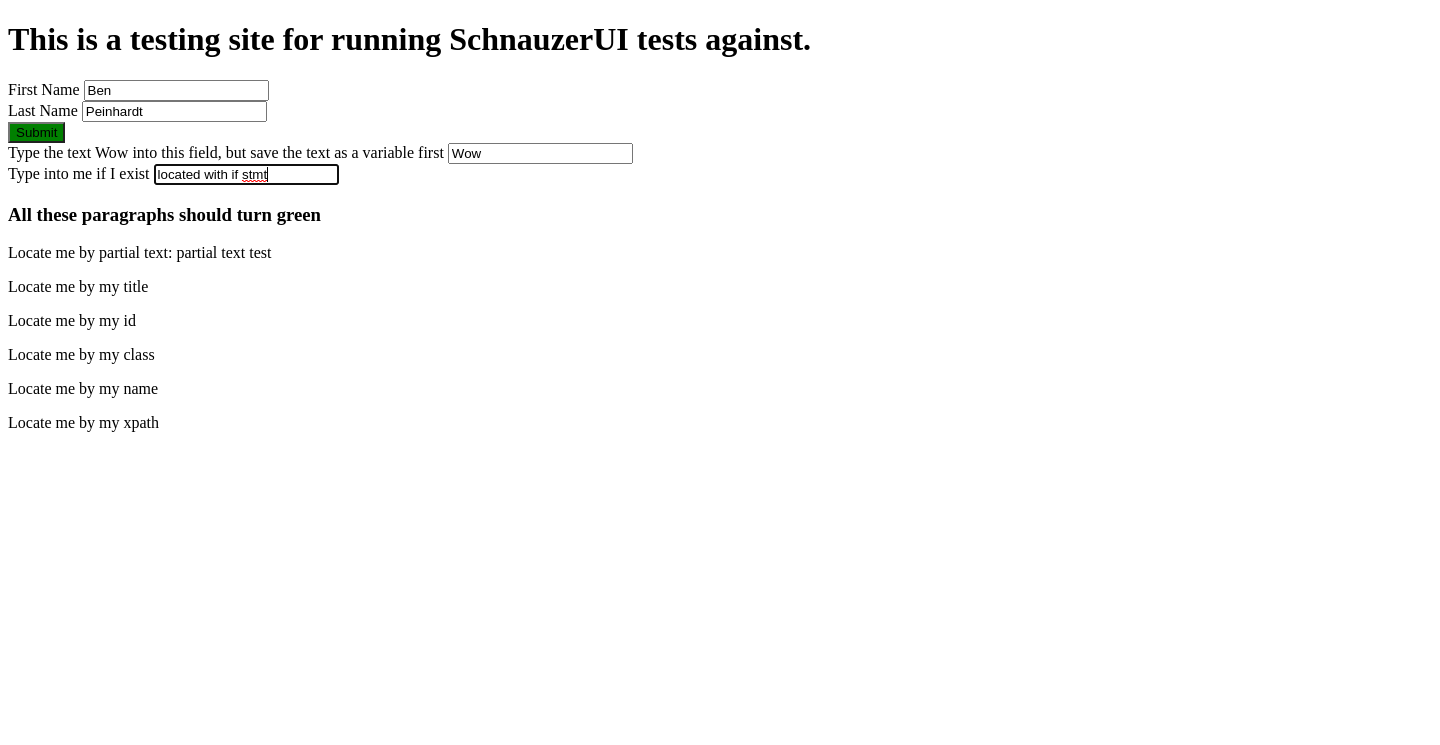 This is a testing site for running SchnauzerUI tests against.
First Name Ben
Last Name Peinhardt
Submit
Type the text Wow into this field, but save the text as a variable first Wow
Type into me if I exist located with if stmt
All these paragraphs should turn green
Locate me by partial text: partial text test
Locate me by my title
Locate me by my id
Locate me by my class
Locate me by my name
Locate me by my xpath